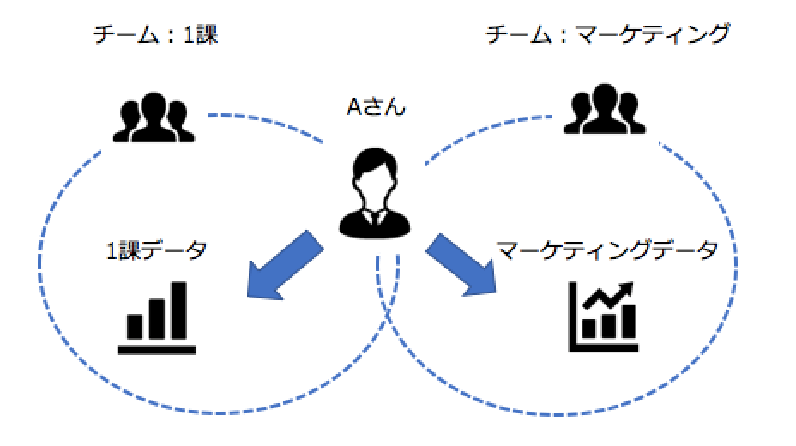 チーム：1課
チーム：マーケティング
Aさん
1課データ
マーケティングデータ